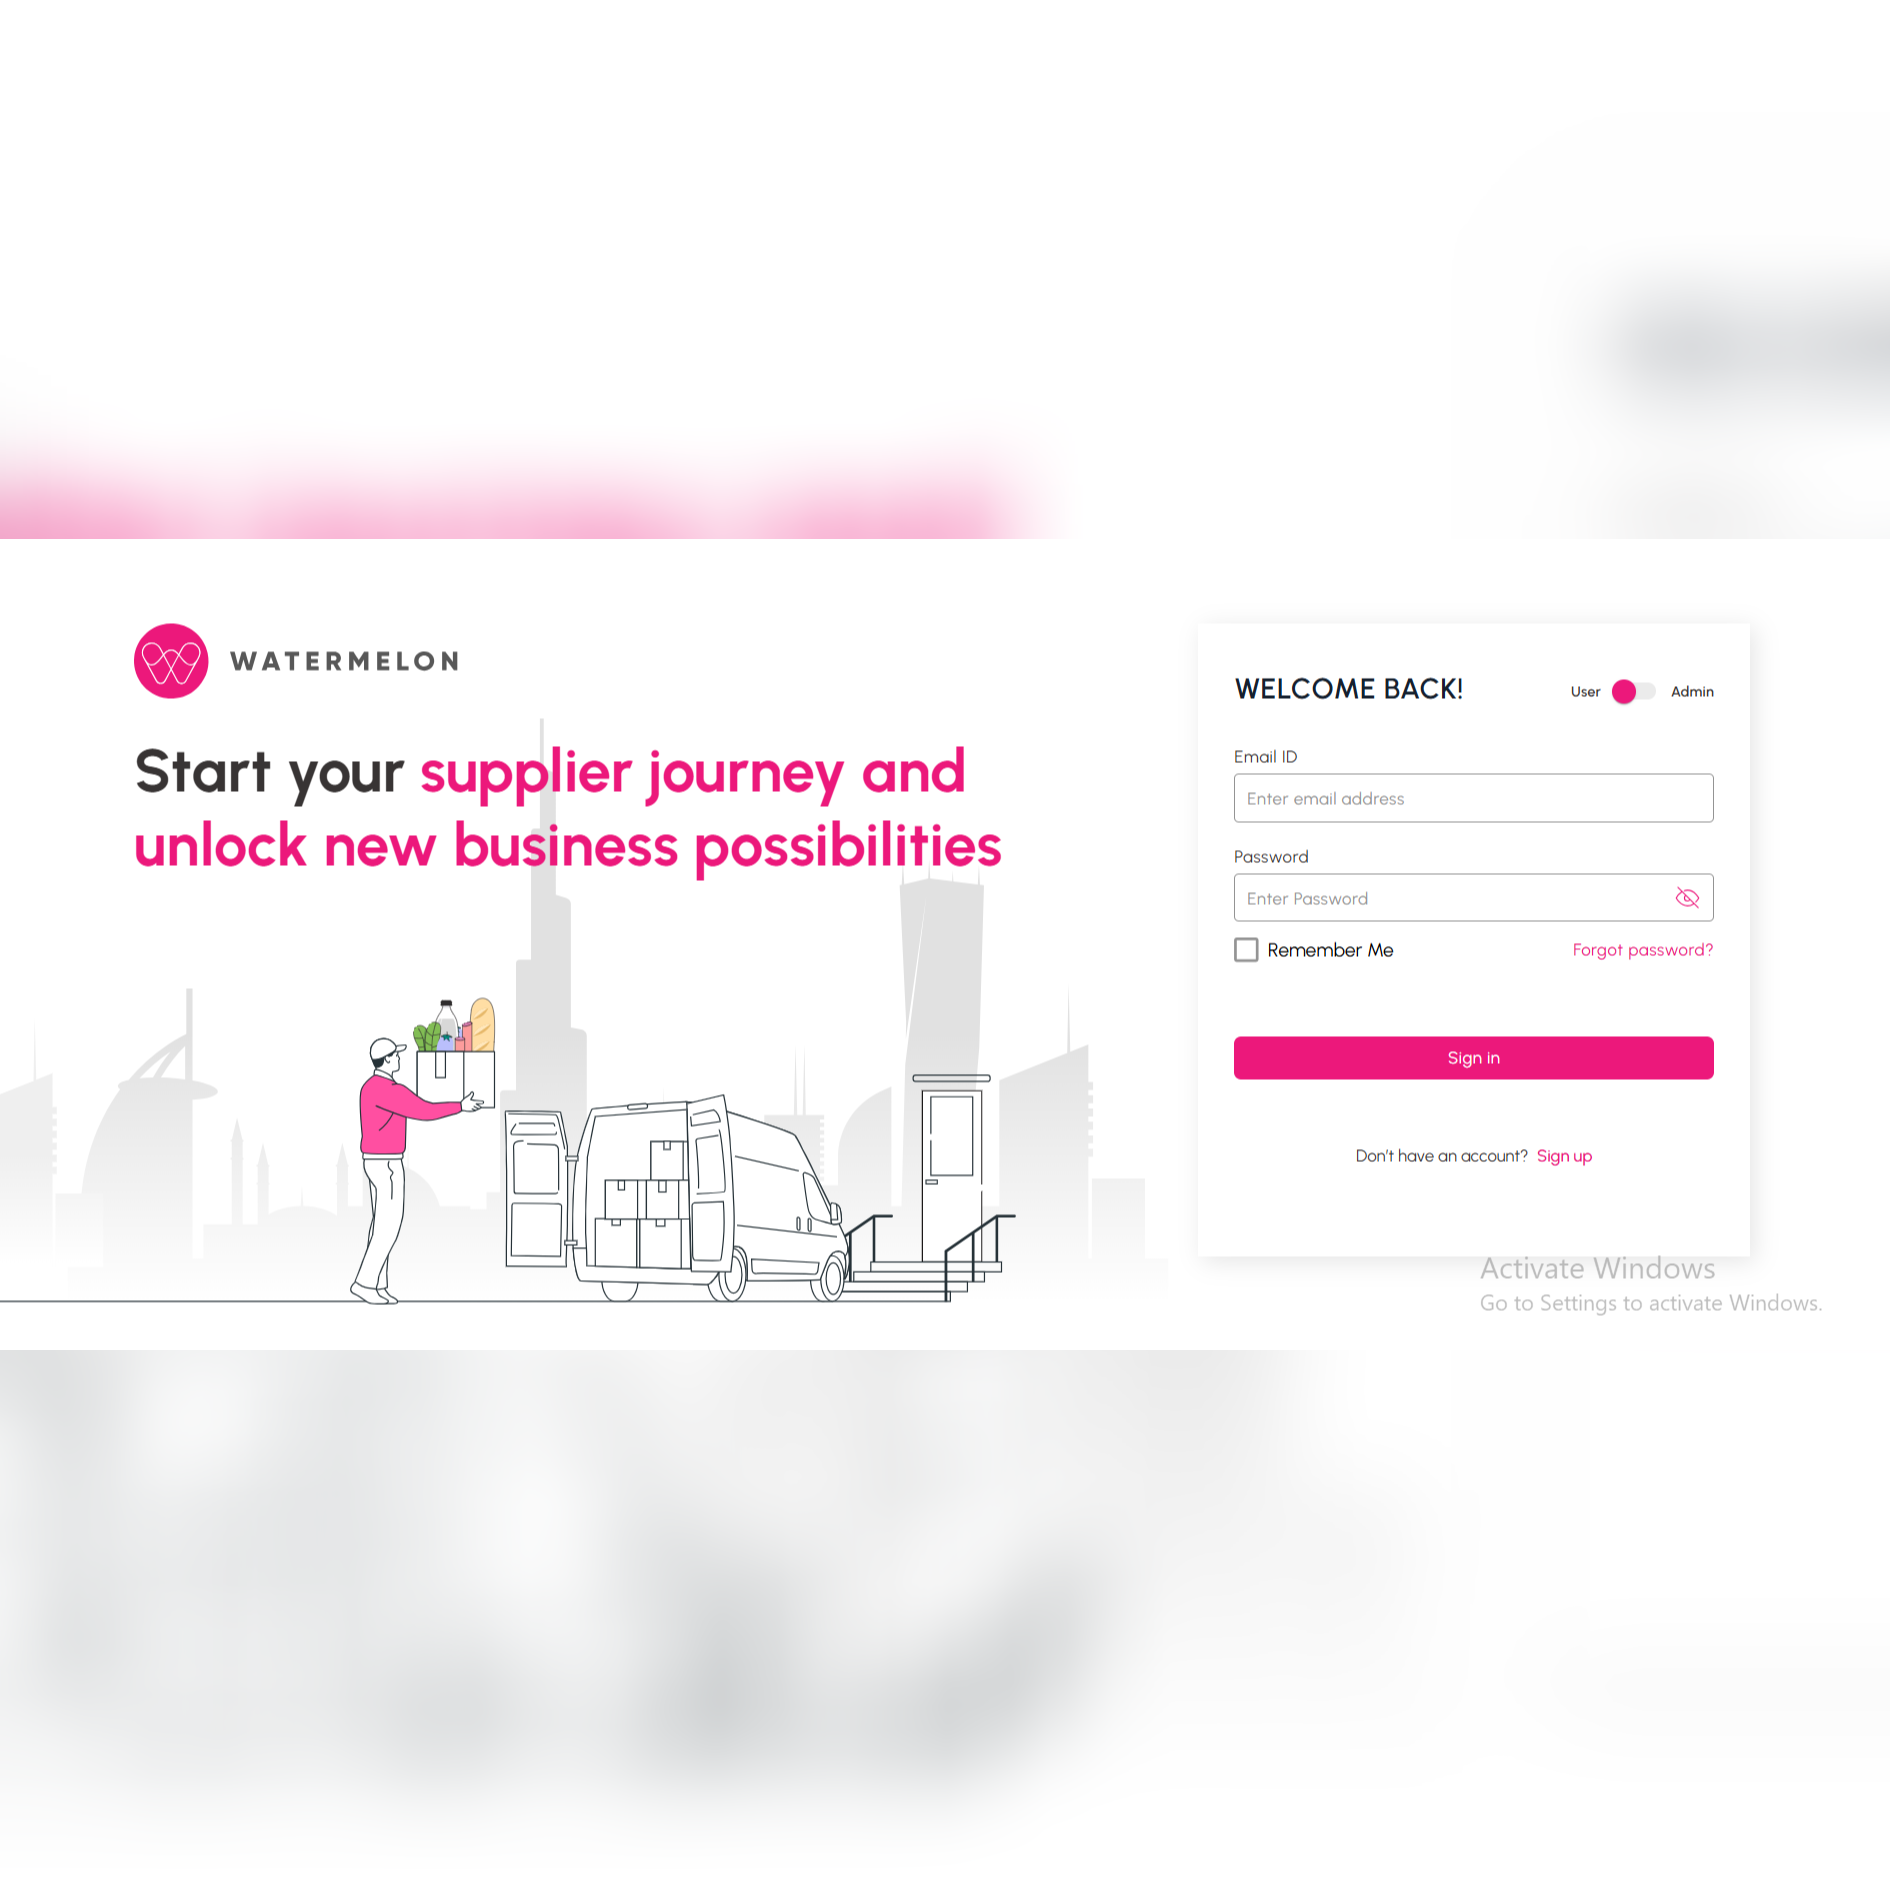 WATERMELON
Start your supplier journey and
unlock new business possibilities
WELCOME BACK!
User Admin
Email ID
Enter email address
Password
Enter Password
Remember Me Forgot password?
Sign in
Don't have an account? Sign up
Activate Windows
Go to Settings to activate Windows.